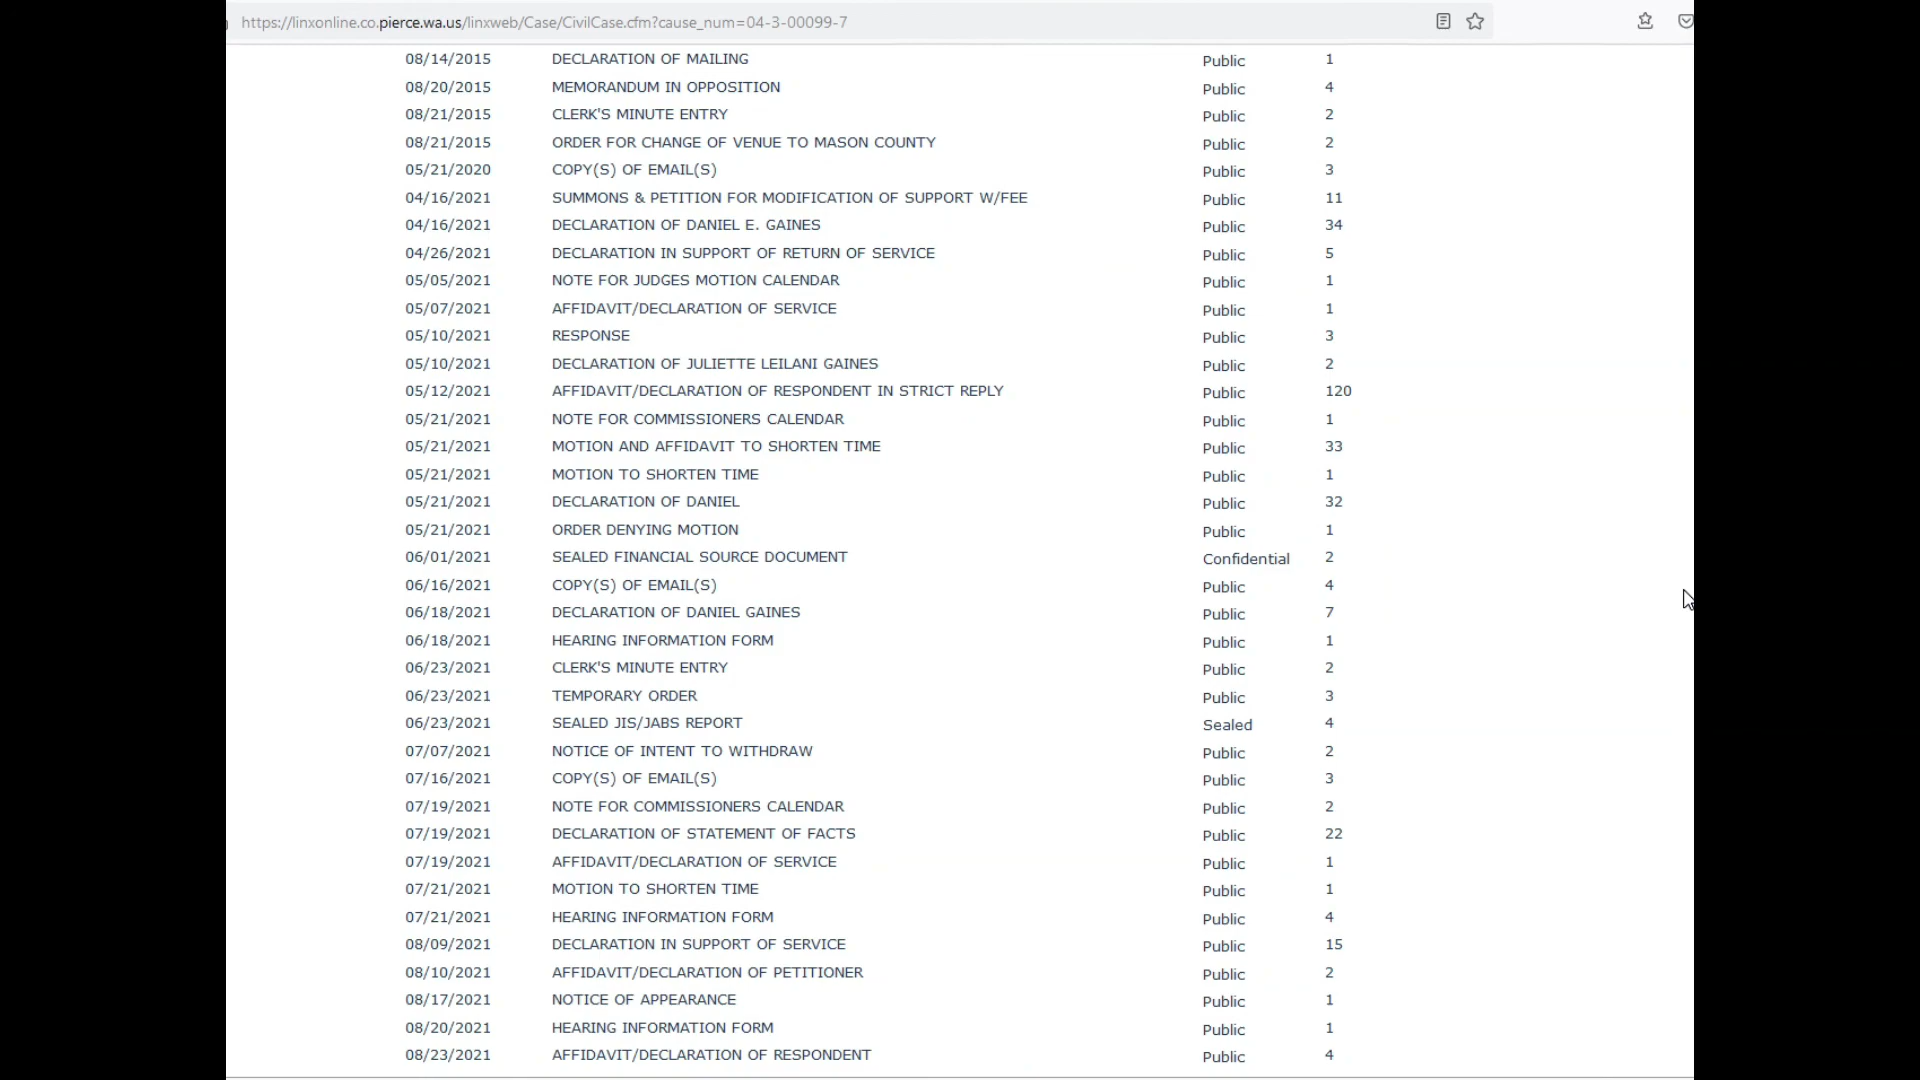 https://linxonline.co.pierce.wa.us/linxweb/Case/CivilCase.cfm?cause_num=04-3-00099-7
08/14/2015 DECLARATION OF MAILING Public 1
08/20/2015 MEMORANDUM IN OPPOSITION Public 4
08/21/2015 CLERK'S MINUTE ENTRY Public 2
08/21/2015 ORDER FOR CHANGE OF VENUE TO MASON COUNTY Public 2
05/21/2020 COPY(S) OF EMAIL(S) Public 3
04/16/2021 SUMMONS & PETITION FOR MODIFICATION OF SUPPORT W/FEE Public 11
04/16/2021 DECLARATION OF DANIEL E. GAINES Public 34
04/26/2021 DECLARATION IN SUPPORT OF RETURN OF SERVICE Public 5
05/05/2021 NOTE FOR JUDGES MOTION CALENDAR Public 1
05/07/2021 AFFIDAVIT/DECLARATION OF SERVICE Public 1
05/10/2021 RESPONSE Public 3
05/10/2021 DECLARATION OF JULIETTE LEILANI GAINES Public 2
05/12/2021 AFFIDAVIT/DECLARATION OF RESPONDENT IN STRICT REPLY Public 120
05/21/2021 NOTE FOR COMMISSIONERS CALENDAR Public 1
05/21/2021 MOTION AND AFFIDAVIT TO SHORTEN TIME Public 33
05/21/2021 MOTION TO SHORTEN TIME Public 1
05/21/2021 DECLARATION OF DANIEL Public 32
05/21/2021 ORDER DENYING MOTION Public 1
06/01/2021 SEALED FINANCIAL SOURCE DOCUMENT Confidential 2
06/16/2021 COPY(S) OF EMAIL(S) Public 4
06/18/2021 DECLARATION OF DANIEL GAINES Public 7
06/18/2021 HEARING INFORMATION FORM Public 1
06/23/2021 CLERK'S MINUTE ENTRY Public 2
06/23/2021 TEMPORARY ORDER Public 3
06/23/2021 SEALED JIS/JABS REPORT Sealed 4
07/07/2021 NOTICE OF INTENT TO WITHDRAW Public 2
07/16/2021 COPY(S) OF EMAIL(S) Public 3
07/19/2021 NOTE FOR COMMISSIONERS CALENDAR Public 2
07/19/2021 DECLARATION OF STATEMENT OF FACTS Public 22
07/19/2021 AFFIDAVIT/DECLARATION OF SERVICE Public 1
07/21/2021 MOTION TO SHORTEN TIME Public 1
07/21/2021 HEARING INFORMATION FORM Public 4
08/09/2021 DECLARATION IN SUPPORT OF SERVICE Public 15
08/10/2021 AFFIDAVIT/DECLARATION OF PETITIONER Public 2
08/17/2021 NOTICE OF APPEARANCE Public 1
08/20/2021 HEARING INFORMATION FORM Public 1
08/23/2021 AFFIDAVIT/DECLARATION OF RESPONDENT Public 4